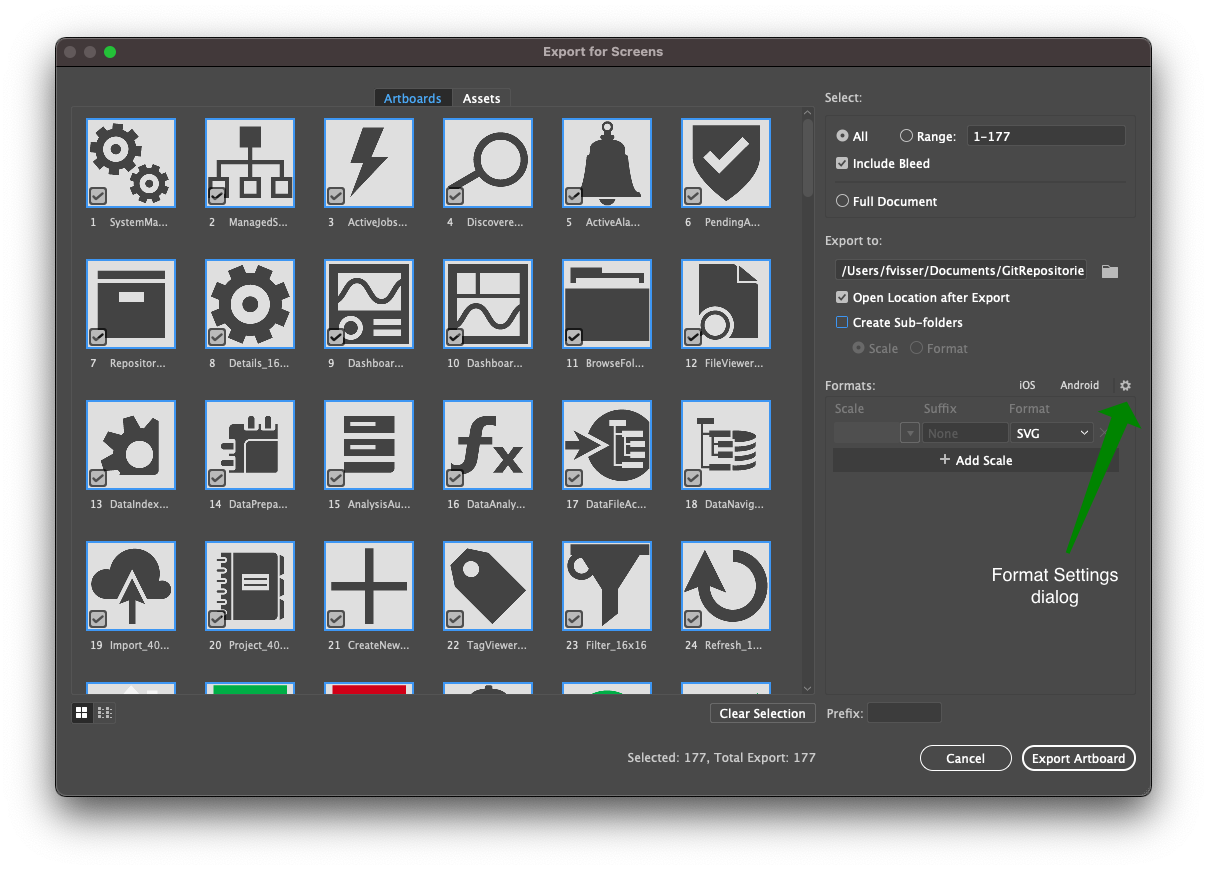 Export for Screens
Artboards Assets
1 SystemMa...
2 ManagedS...
3 ActiveJobs...
4 Discovere...
5 ActiveAla...
6 PendingA...
7 Repositor...
8 Details_16...
9 Dashboar...
10 Dashboar...
11 BrowseFol...
12 FileViewer...
13 DataIndex...
14 DataPrepa...
15 AnalysisAu...
16 DataAnaly...
17 DataFileAc...
18 DataNavig...
19 Import_40...
20 Project_40...
21 CreateNew...
22 TagViewer...
23 Filter_16x16
24 Refresh_1...
Clear Selection
Select:
All Range: 1-177
Include Bleed
Full Document
Export to:
/Users/fvisser/Documents/GitRepositorie
Open Location after Export
Create Sub-folders
Scale Format
Formats: iOS Android
Scale Suffix Format
None SVG
+ Add Scale
Format Settings
dialog
Prefix:
Selected: 177, Total Export: 177
Cancel Export Artboard